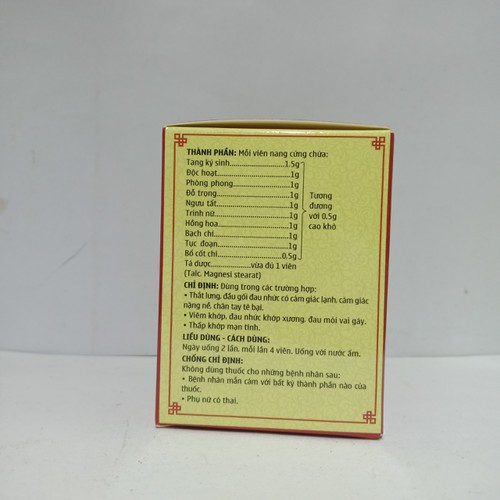 THÀNH PHẦN: Mỗi viên nang cứng chứa:
Tang ký sinh.....................1.5g
Độc hoạt............................1g
Phòng phong.....................1g
Đỗ trọng............................1g
Ngưu tất............................1g
Trinh nữ............................1g
Hồng hoa..........................1g
Bạch chỉ............................1g
Tục đoạn...........................1g
Bổ cốt chỉ.......................0.5g
Tương
đương
với 0.5g
cao khô
Tá dược...............vừa đủ 1 viên
(Talc, Magnesi stearat)
CHỈ ĐỊNH: Dùng trong các trường hợp:
• Thắt lưng, đầu gối đau nhức có cảm giác lạnh, cảm giác
nặng nề, chân tay tê bại.
• Viêm khớp, đau nhức khớp xương, đau mỏi vai gáy.
• Thấp khớp mạn tính.
LIỀU DÙNG - CÁCH DÙNG:
Ngày uống 2 lần, mỗi lần 4 viên. Uống với nước ấm.
CHỐNG CHỈ ĐỊNH:
Không dùng thuốc cho những bệnh nhân sau:
• Bệnh nhân mẫn cảm với bất kỳ thành phần nào của
thuốc.
• Phụ nữ có thai.